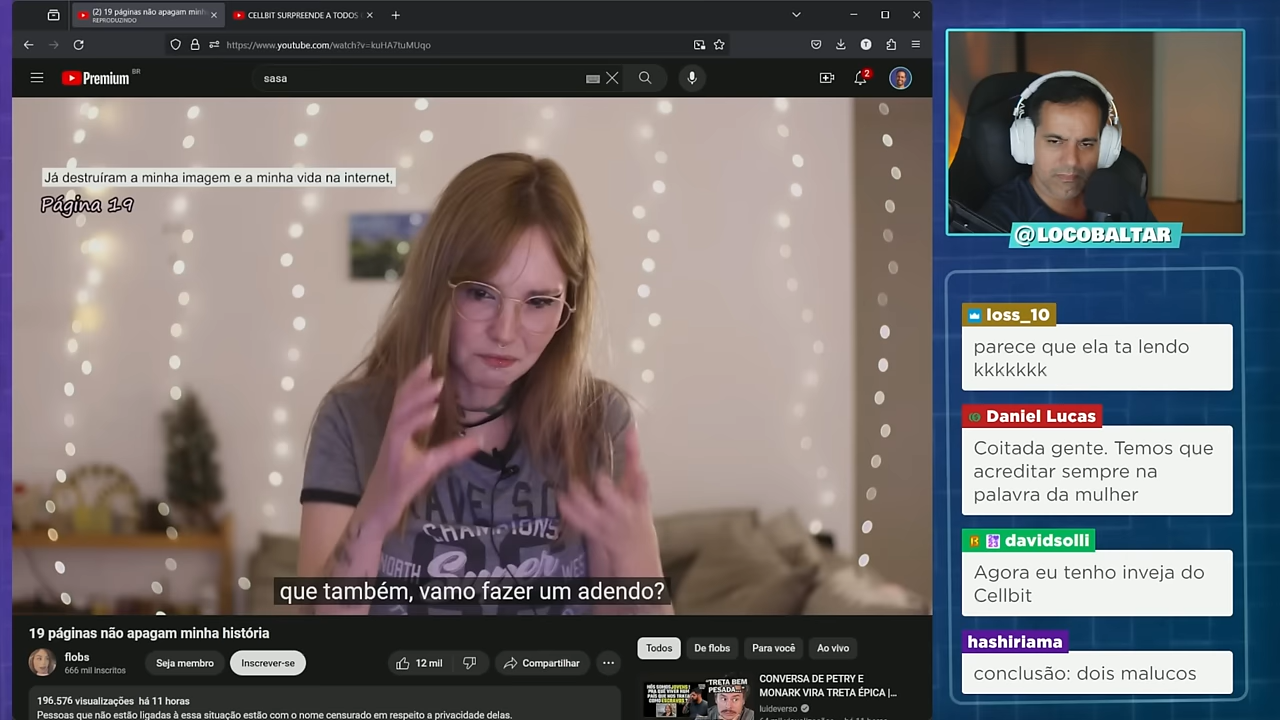 (2) 19 páginas não apagam minh
REPRODUZINDO
CELLBIT SURPREENDE A TODOS
https://www.youtube.com/watch?v=kuHA7tuMUqo
Premium BR
sasa
2
Já destruíram a minha imagem e a minha vida na internet,
Página 19
CHAMPIONS
que também, vamo fazer um adendo?
19 páginas não apagam minha história
flobs
666 mil inscritos
Seja membro
Inscrever-se
12 mil
Compartilhar
196.576 visualizações há 11 horas
Pessoas que não estão ligadas à essa situação estão com o nome censurado em respeito a privacidade delas.
Todos
De flobs
Para você
Ao vivo
"TRETA BEM
PESADA..."
CONVERSA DE PETRY E
MONARK VIRA TRETA ÉPICA |...
luideverso
@LOCOBALTAR
loss_10
parece que ela ta lendo
kkkkkkk
Daniel Lucas
Coitada gente. Temos que
acreditar sempre na
palavra da mulher
davidsolli
Agora eu tenho inveja do
Cellbit
hashiriama
conclusão: dois malucos